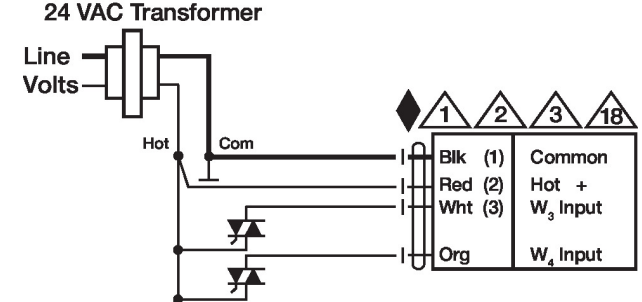 24 VAC Transformer
Line
Volts
Hot
Com
1 2 3 18
Blk (1) Common
Red (2) Hot +
Wht (3) W3 Input
Org W4 Input